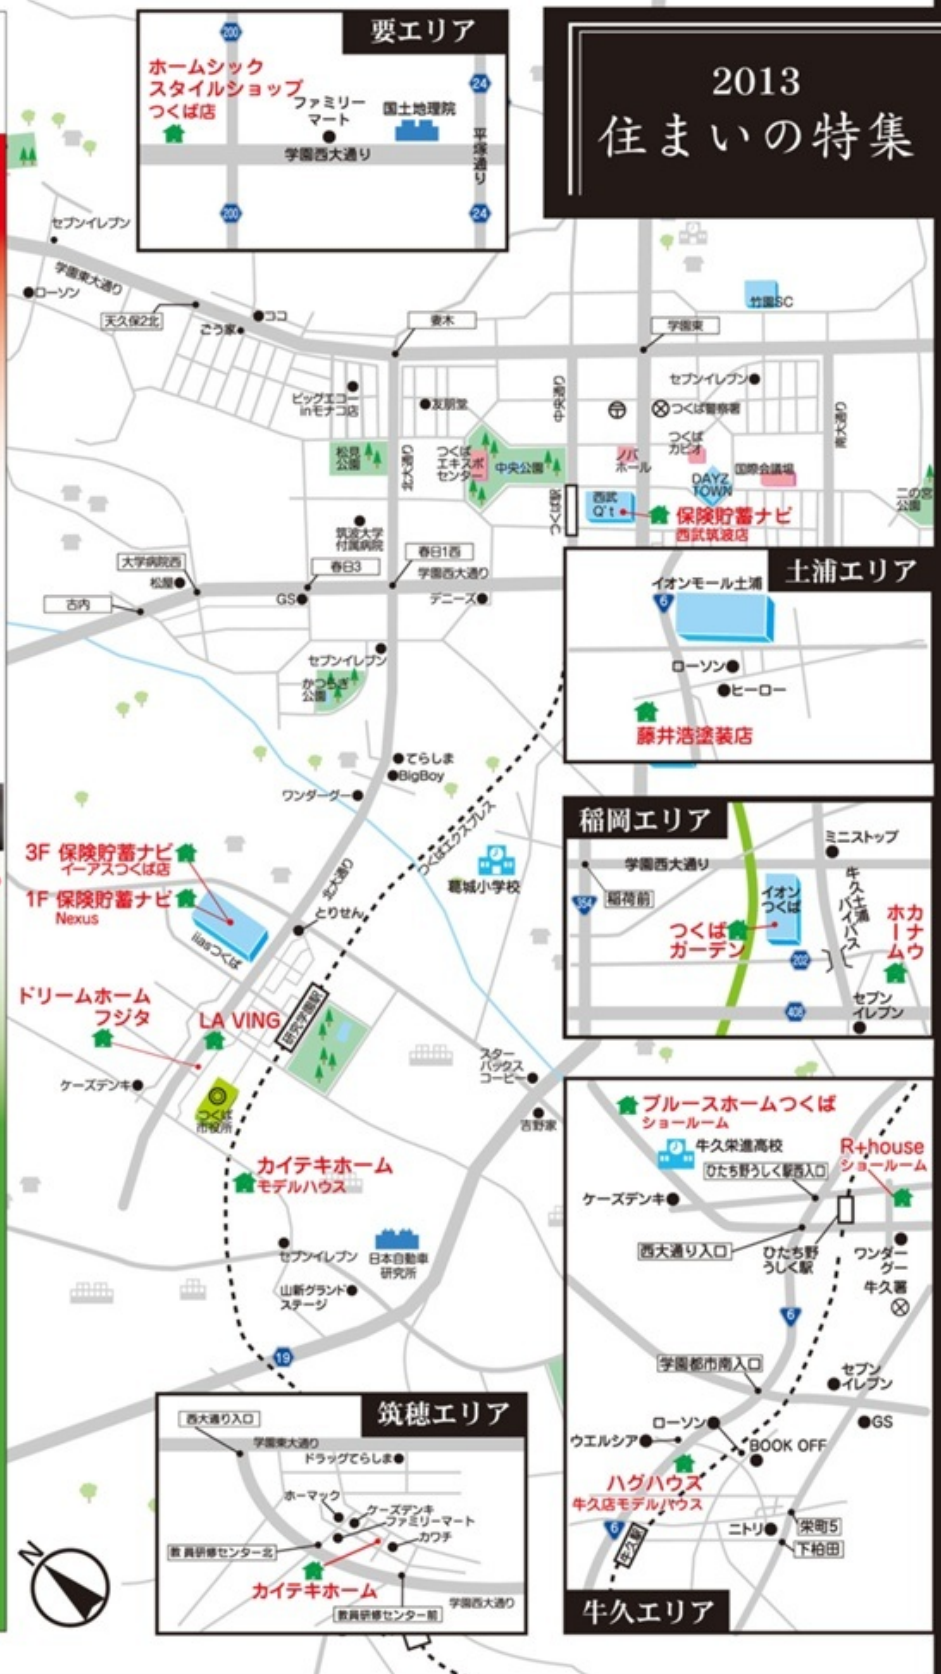 要エリア
200
ホームシック
スタイルショップ
つくば店
ファミリー
マート
国土地理院
24
平塚通り
学園西大通り
200
24
2013
住まいの特集
セブンイレブン
学園東大通り
ローソン
天久保2北
ココ
ごう家
妻木
学園東
竹園SC
ビッグエコー
inモナコ店
友朋堂
中央通り
セブンイレブン
つくば警察署
南大通り
松見
公園
北大通り
つくば
エキスポ
センター
中央公園
ノバ
ホール
つくば
カピオ
DAYZ
TOWN
国際会議場
二の宮
公園
つくば駅
西武
Q't
保険貯蓄ナビ
西武筑波店
筑波大学
付属病院
大学病院西
松屋
春日3
春日1西
学園西大通り
古内
GS
デニーズ
セブンイレブン
かつらぎ
公園
土浦エリア
イオンモール土浦
6
ローソン
ヒーロー
藤井浩塗装店
てらしま
BigBoy
ワンダーグー
つくばエクスプレス
葛城小学校
北大通り
3F 保険貯蓄ナビ
イーアスつくば店
1F 保険貯蓄ナビ
Nexus
iiasつくば
とりせん
稲岡エリア
ミニストップ
学園西大通り
354
稲荷前
イオン
つくば
牛久土浦
バイパス
つくば
ガーデン
カナウ
ホーム
202
セブン
イレブン
408
ドリームホーム
フジタ
LA VING
研究学園駅
ケーズデンキ
つくば
市役所
スター
バックス
コーヒー
吉野家
カイテキホーム
モデルハウス
セブンイレブン
日本自動車
研究所
山新グランド
ステージ
19
ブルースホームつくば
ショールーム
牛久栄進高校
R+house
ショールーム
ひたち野うしく駅西入口
ケーズデンキ
西大通り入口
ひたち野
うしく駅
ワンダー
グー
牛久署
6
学園都市南入口
セブン
イレブン
ローソン
GS
ウエルシア
BOOK OFF
ハグハウス
牛久店モデルハウス
6
牛久駅
ニトリ
栄町5
下柏田
牛久エリア
筑穂エリア
西大通り入口
学園東大通り
ドラッグてらしま
ホーマック
ケーズデンキ
ファミリーマート
カワチ
教員研修センター北
カイテキホーム
学園西大通り
教員研修センター前
N